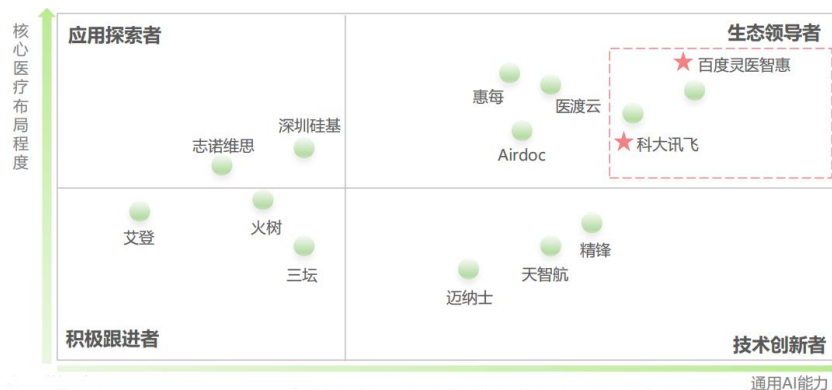 核心医疗布局程度
应用探索者
生态领导者
百度灵医智惠
惠每
医渡云
深圳硅基
志诺维思
Airdoc
科大讯飞
艾登
火树
三坛
精锋
天智航
迈纳士
积极跟进者
技术创新者
通用AI能力